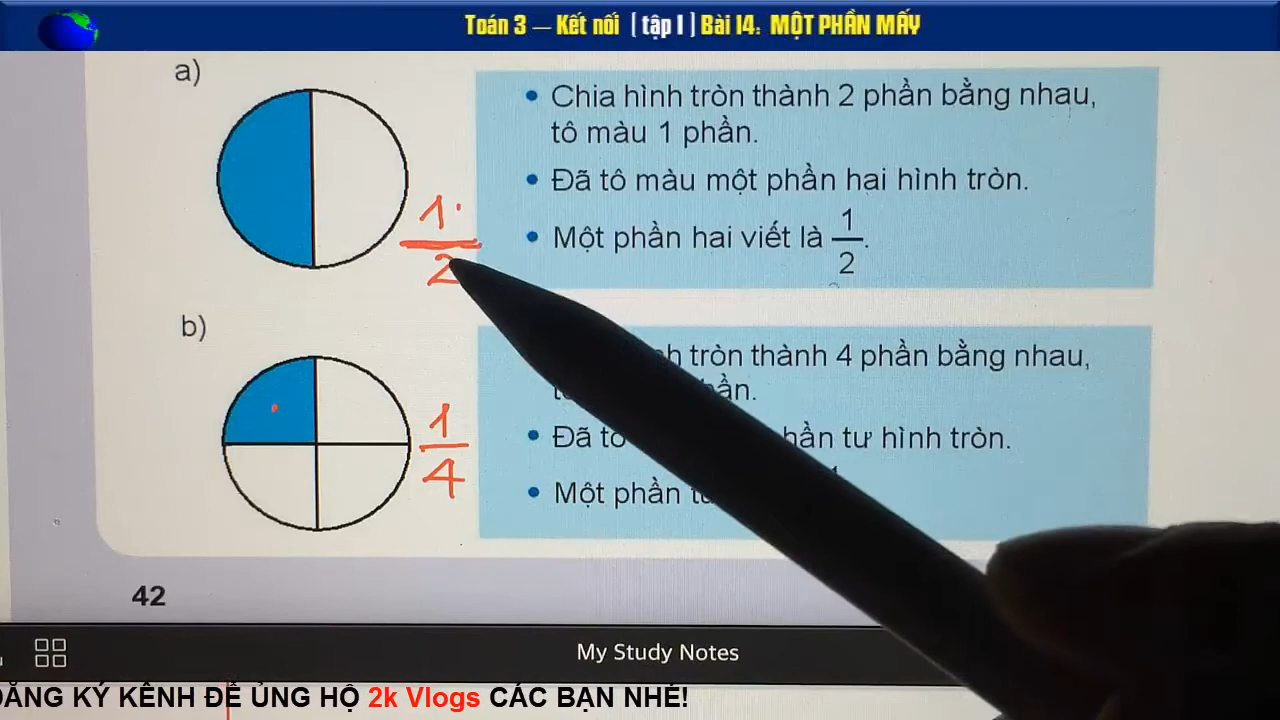 Toán 3 – Kết nối [ tập 1 ] Bài 14: MỘT PHẦN MẤY
a)
• Chia hình tròn thành 2 phần bằng nhau,
tô màu 1 phần.
• Đã tô màu một phần hai hình tròn.
• Một phần hai viết là 1/2.
1/2
b)
tròn thành 4 phần bằng nhau,
• Đã tô tư hình tròn.
• Một phần
1/4
42
My Study Notes
ĐĂNG KÝ KÊNH ĐỂ ỦNG HỘ 2k Vlogs CÁC BẠN NHÉ!